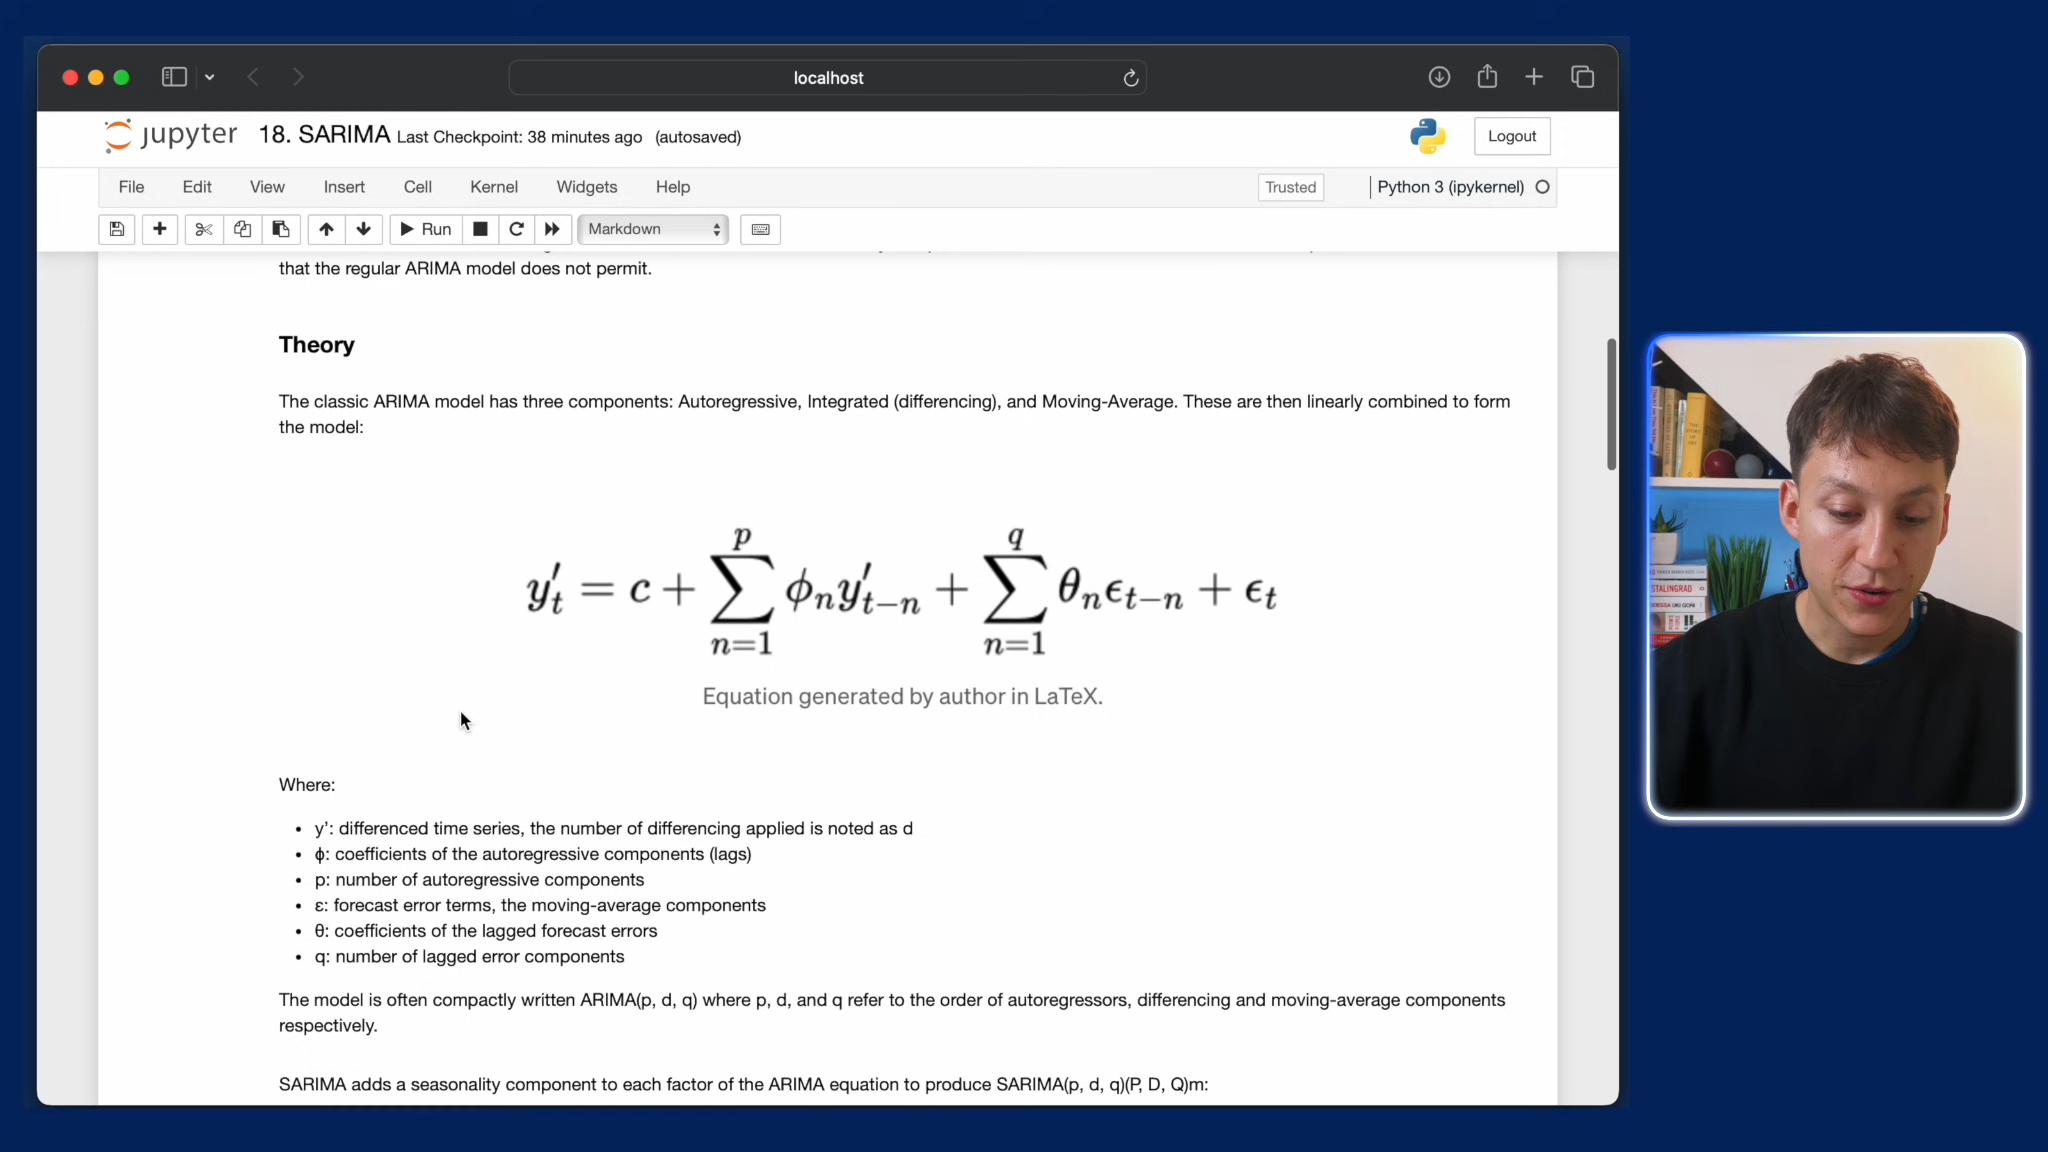 localhost
jupyter 18. SARIMA Last Checkpoint: 38 minutes ago (autosaved)
Logout
File Edit View Insert Cell Kernel Widgets Help
Trusted
Python 3 (ipykernel)
Run
Markdown
that the regular ARIMA model does not permit.
Theory
The classic ARIMA model has three components: Autoregressive, Integrated (differencing), and Moving-Average. These are then linearly combined to form
the model:
y′_t = c + ∑_{n=1}^{p} ϕ_n y′_{t−n} + ∑_{n=1}^{q} θ_n ϵ_{t−n} + ϵ_t
Equation generated by author in LaTeX.
Where:
• y’: differenced time series, the number of differencing applied is noted as d
• ϕ: coefficients of the autoregressive components (lags)
• p: number of autoregressive components
• ε: forecast error terms, the moving-average components
• θ: coefficients of the lagged forecast errors
• q: number of lagged error components
The model is often compactly written ARIMA(p, d, q) where p, d, and q refer to the order of autoregressors, differencing and moving-average components
respectively.
SARIMA adds a seasonality component to each factor of the ARIMA equation to produce SARIMA(p, d, q)(P, D, Q)m:
STALINGRAD